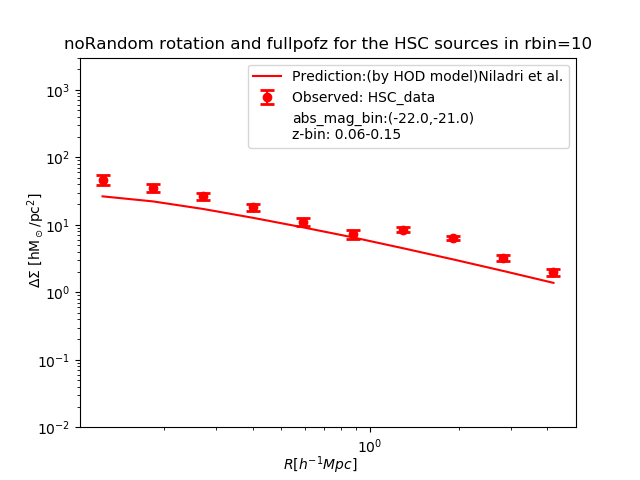 noRandom rotation and fullpofz for the HSC sources in rbin=10
Prediction:(by HOD model)Niladri et al.
Observed: HSC_data
abs_mag_bin:(-22.0,-21.0)
z-bin: 0.06-0.15
10³
10²
10¹
10⁰
10⁻¹
10⁻²
ΔΣ [hM⊙/pc²]
10⁰
R[h⁻¹Mpc]